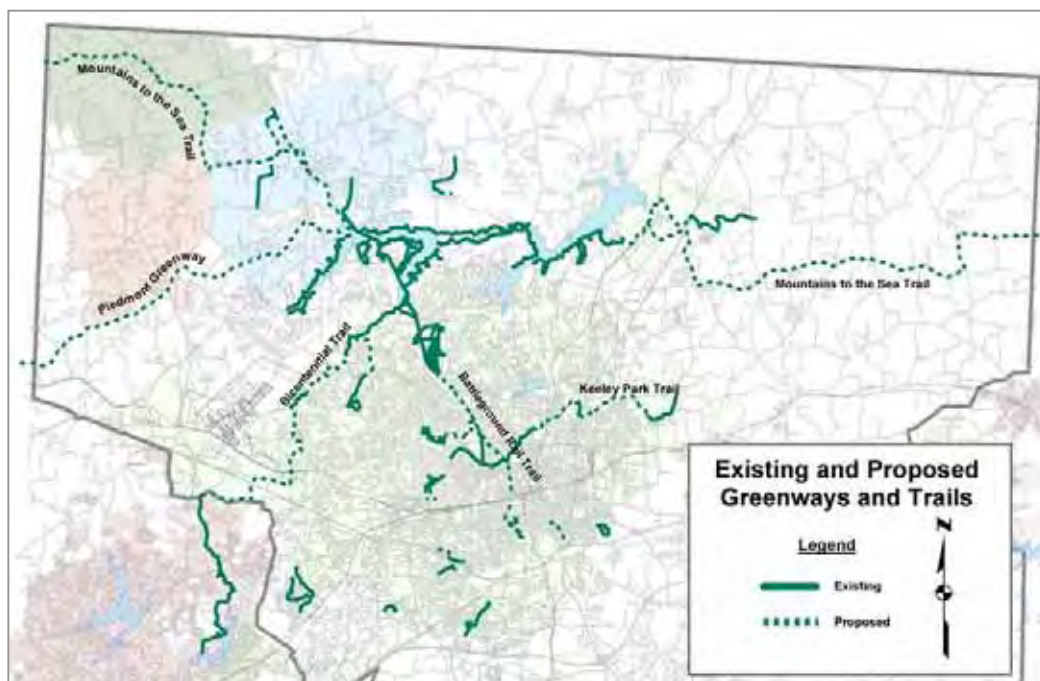 Mountains to the Sea Trail
Piedmont Greenway
Bicentennial Trail
Battleground Rail Trail
Keeley Park Trail
Mountains to the Sea Trail
Existing and Proposed
Greenways and Trails
Legend
N
Existing
Proposed